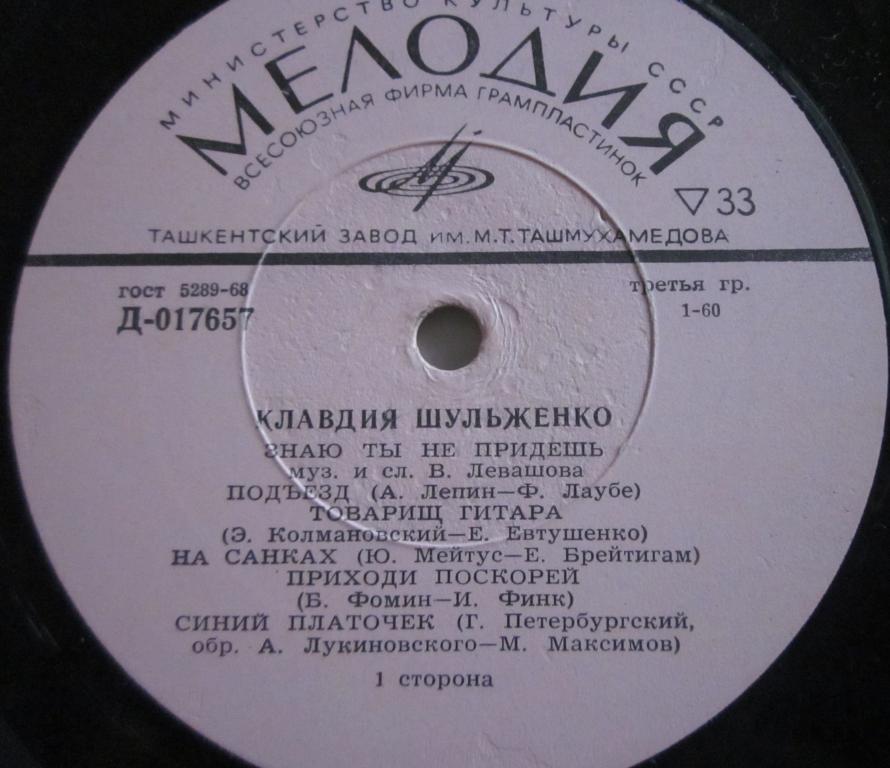 МИНИСТЕРСТВО КУЛЬТУРЫ СССР
МЕЛОДИЯ
ВСЕСОЮЗНАЯ ФИРМА ГРАМПЛАСТИНОК
▽33
ТАШКЕНТСКИЙ ЗАВОД ИМ. М.Т. ТАШМУХАМЕДОВА
гост 5289-68
третья гр.
Д-017657
1-60
КЛАВДИЯ ШУЛЬЖЕНКО
ЗНАЮ ТЫ НЕ ПРИДЕШЬ
муз. и сл. В. Левашова
ПОДЪЕЗД (А. Лепин—Ф. Лаубе)
ТОВАРИЩ ГИТАРА
(Э. Колмановский—Е. Евтушенко)
НА САНКАХ (Ю. Мейтус—Е. Брейтигам)
ПРИХОДИ ПОСКОРЕЙ
(Б. Фомин—И. Финк)
СИНИЙ ПЛАТОЧЕК (Г. Петербургский,
обр. А. Лукиновского—М. Максимов)
1 сторона